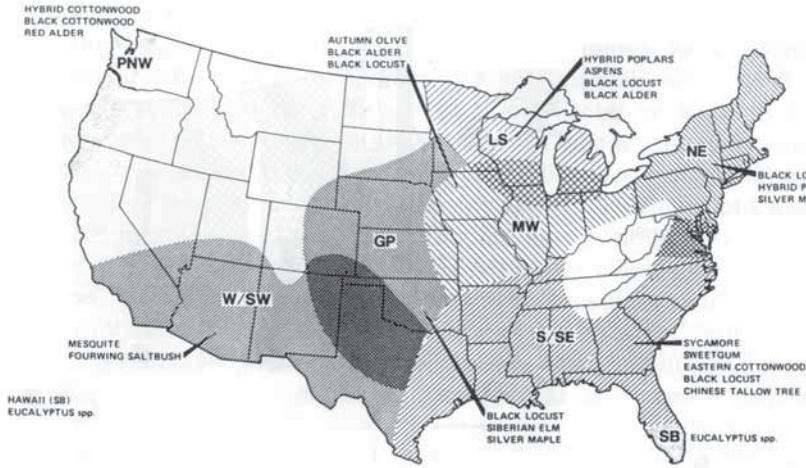 HYBRID COTTONWOOD
BLACK COTTONWOOD
RED ALDER
PNW
AUTUMN OLIVE
BLACK ALDER
BLACK LOCUST
HYBRID POPLARS
ASPENS
BLACK LOCUST
BLACK ALDER
LS
NE
BLACK LO
HYBRID P
SILVER M
MW
GP
W/SW
S/SE
MESQUITE
FOURWING SALTBUSH
SYCAMORE
SWEETGUM
EASTERN COTTONWOOD
BLACK LOCUST
CHINESE TALLOW TREE
HAWAII (SB)
EUCALYPTUS spp.
BLACK LOCUST
SIBERIAN ELM
SILVER MAPLE
SB
EUCALYPTUS spp.